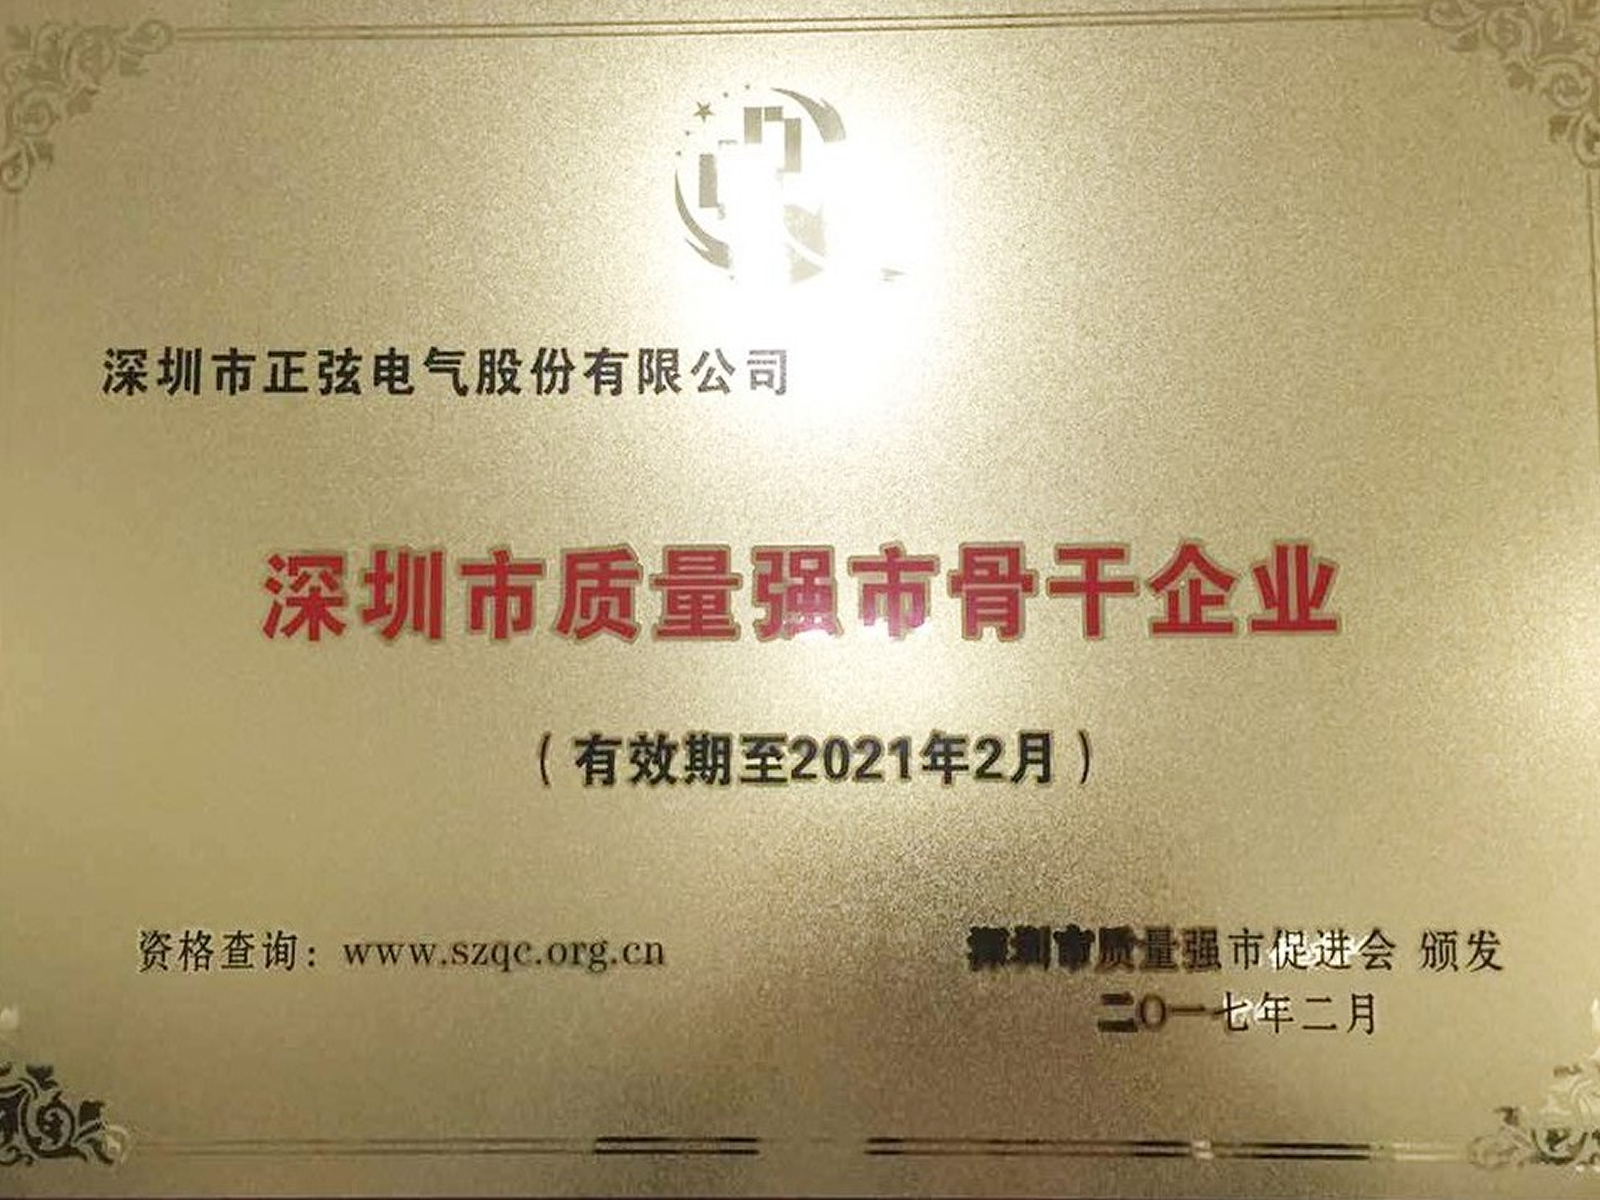 深圳市正弦电气股份有限公司
深圳市质量强市骨干企业
（有效期至2021年2月）
资格查询：www.szqc.org.cn
深圳市质量强市促进会 颁发
二〇一七年二月